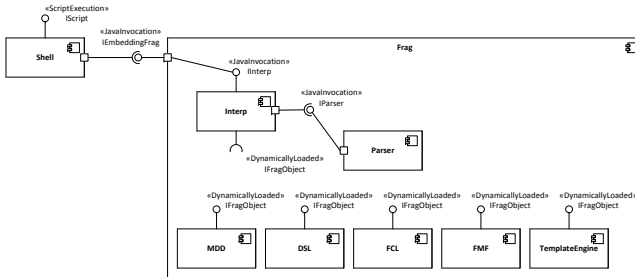 «ScriptExecution»
IScript
«JavaInvocation»
IEmbeddingFrag
Shell
Frag
«JavaInvocation»
IInterp
«JavaInvocation»
IParser
Interp
Parser
«DynamicallyLoaded»
IFragObject
«DynamicallyLoaded»
IFragObject
«DynamicallyLoaded»
IFragObject
«DynamicallyLoaded»
IFragObject
«DynamicallyLoaded»
IFragObject
«DynamicallyLoaded»
IFragObject
MDD
DSL
FCL
FMF
TemplateEngine